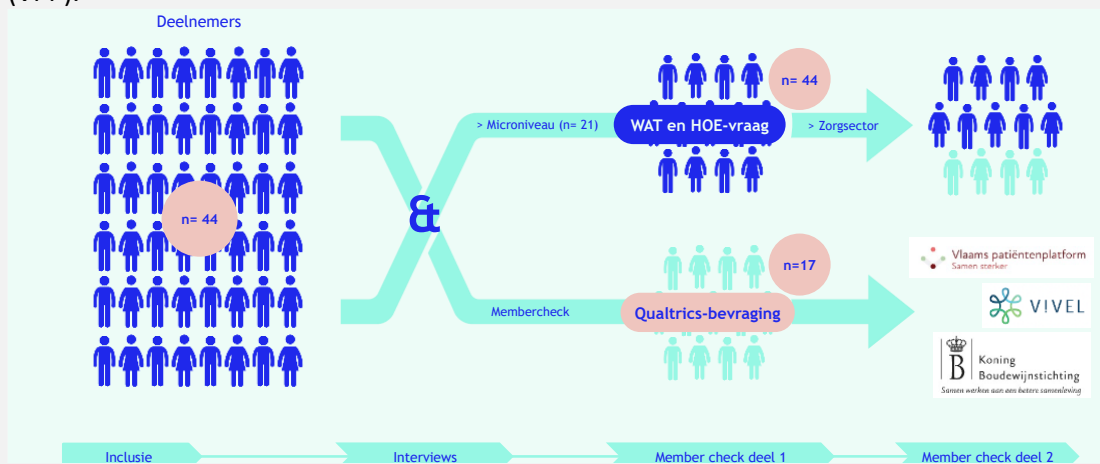 (VPP).
Deelnemers
n= 44
&
> Microniveau (n= 21)
WAT en HOE-vraag
n= 44
> Zorgsector
Membercheck
Qualtrics-bevraging
n=17
Vlaams patiëntenplatform
Samen sterker
VIVEL
B
Koning
Boudewijnstichting
Samen werken aan een betere samenleving
Inclusie
Interviews
Member check deel 1
Member check deel 2